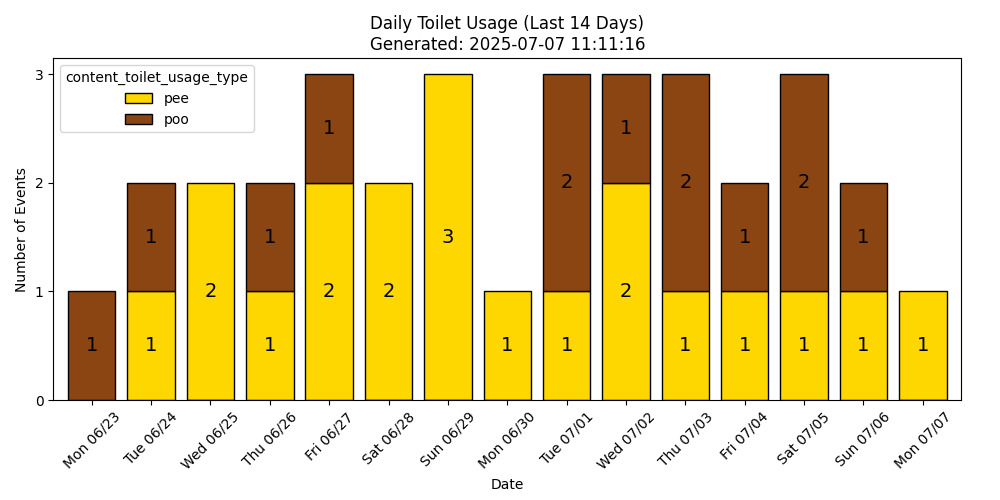 Daily Toilet Usage (Last 14 Days)
Generated: 2025-07-07 11:11:16
content_toilet_usage_type
pee
poo
Number of Events
3
2
1
0
1
1
1
2
1
1
2
1
2
3
1
1
2
2
1
1
2
1
1
1
2
1
1
1
Mon 06/23
Tue 06/24
Wed 06/25
Thu 06/26
Fri 06/27
Sat 06/28
Sun 06/29
Mon 06/30
Tue 07/01
Wed 07/02
Thu 07/03
Fri 07/04
Sat 07/05
Sun 07/06
Mon 07/07
Date